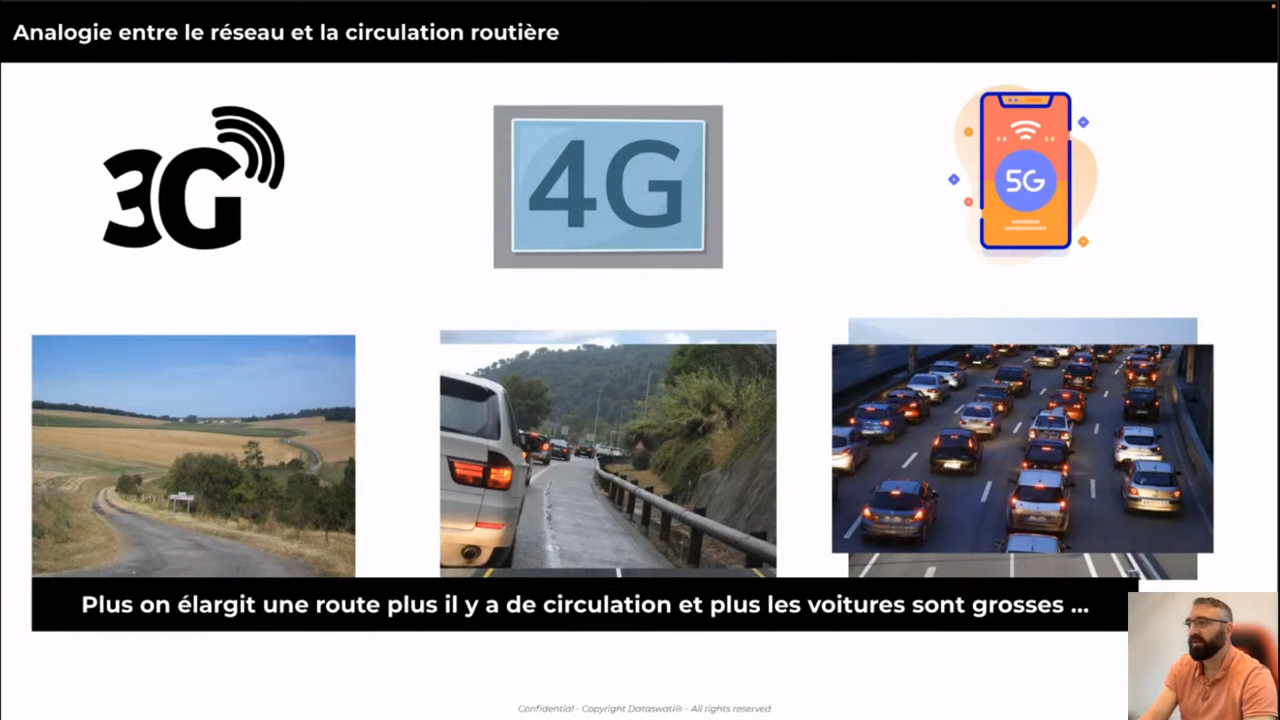 Analogie entre le réseau et la circulation routière
3G
4G
5G
Plus on élargit une route plus il y a de circulation et plus les voitures sont grosses ...
Confidential - Copyright Dataswati® - All rights reserved